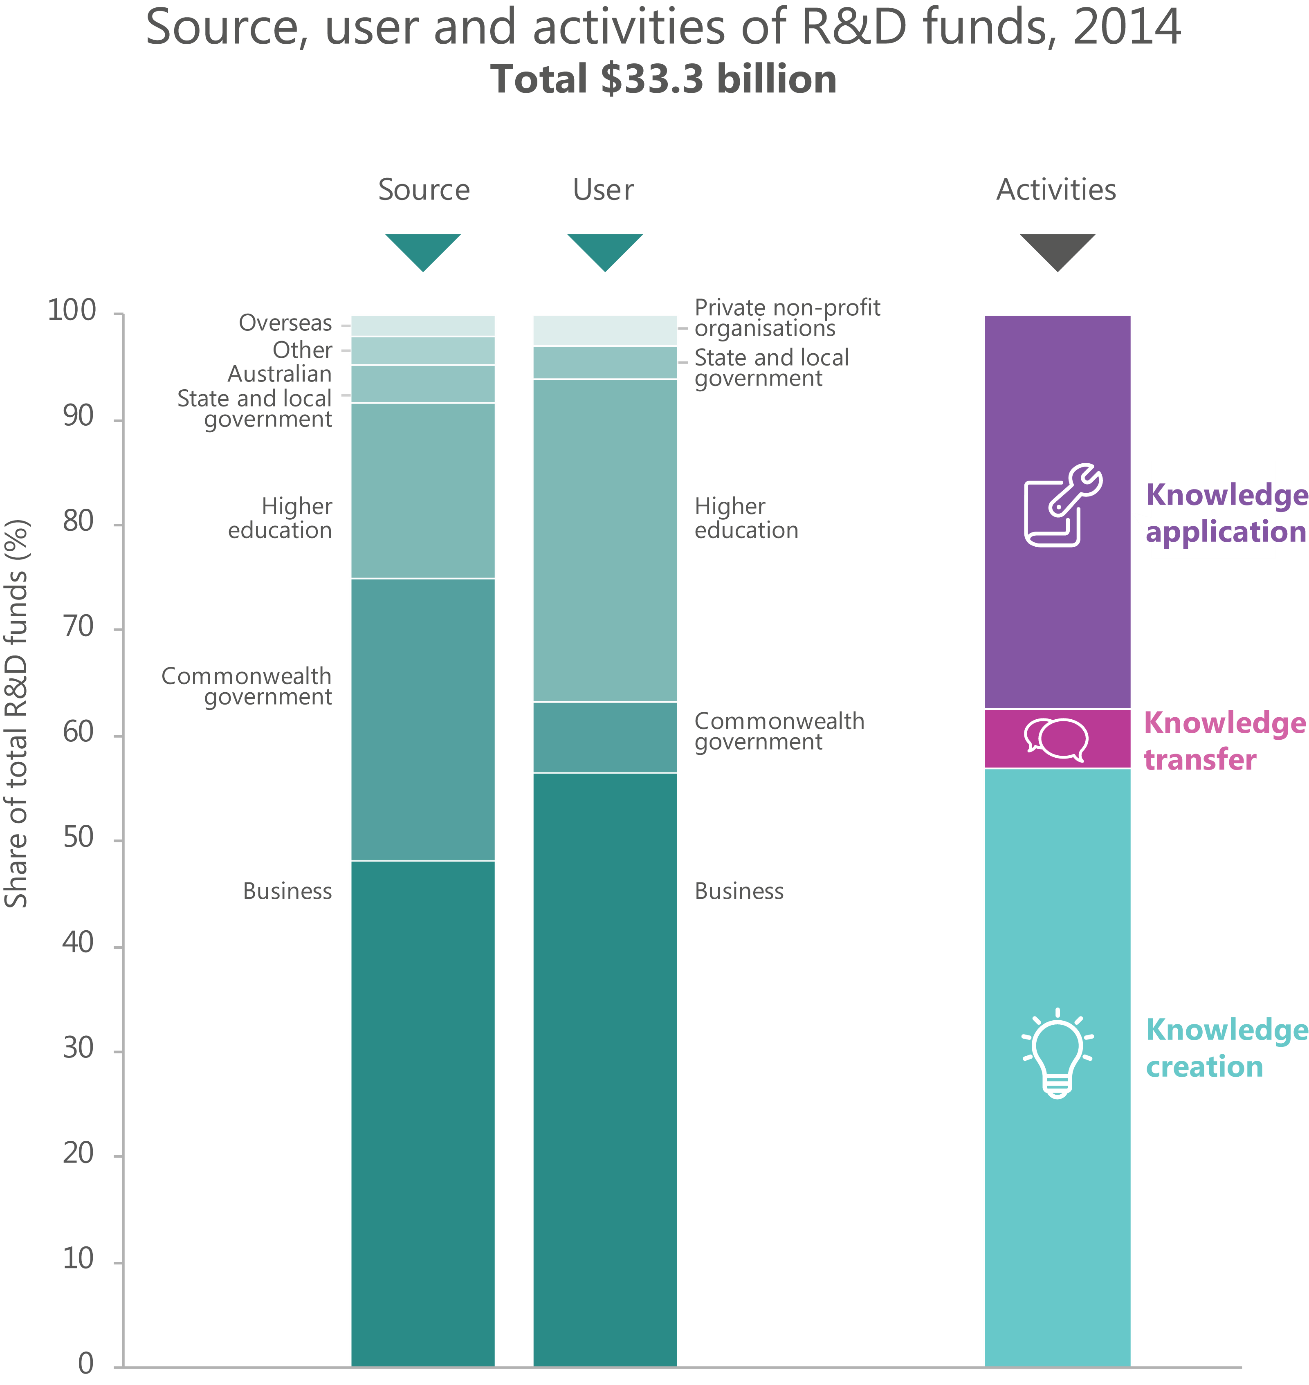 Source, user and activities of R&D funds, 2014
Total $33.3 billion
Source
User
Activities
Share of total R&D funds (%)
100
90
80
70
60
50
40
30
20
10
0
Overseas
Other
Australian
State and local
government
Higher
education
Commonwealth
government
Business
Private non-profit
organisations
State and local
government
Higher
education
Commonwealth
government
Business
Knowledge
application
Knowledge
transfer
Knowledge
creation